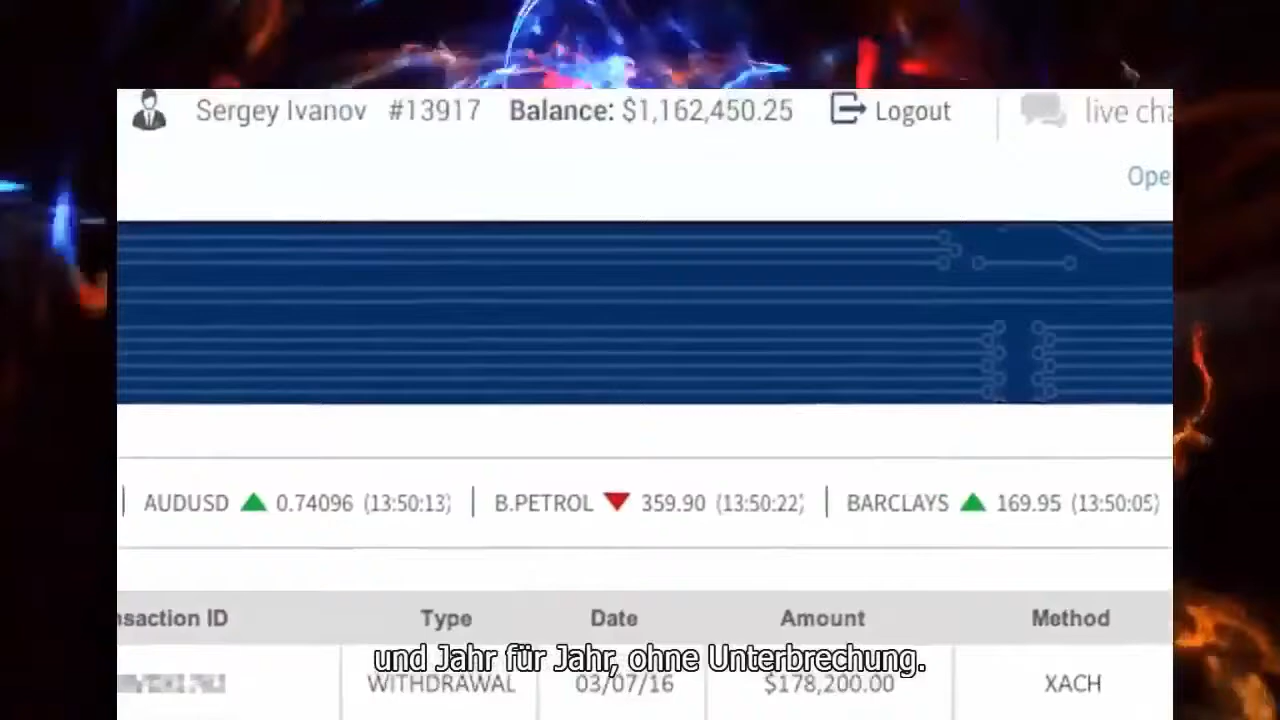 Sergey Ivanov #13917 Balance: $1,162,450.25 Logout live cha
Ope
AUDUSD 0.74096 (13:50:13) B.PETROL 359.90 (13:50:22) BARCLAYS 169.95 (13:50:05)
nsaction ID Type Date Amount Method
und Jahr für Jahr, ohne Unterbrechung.
WITHDRAWAL 03/07/16 $178,200.00 XACH